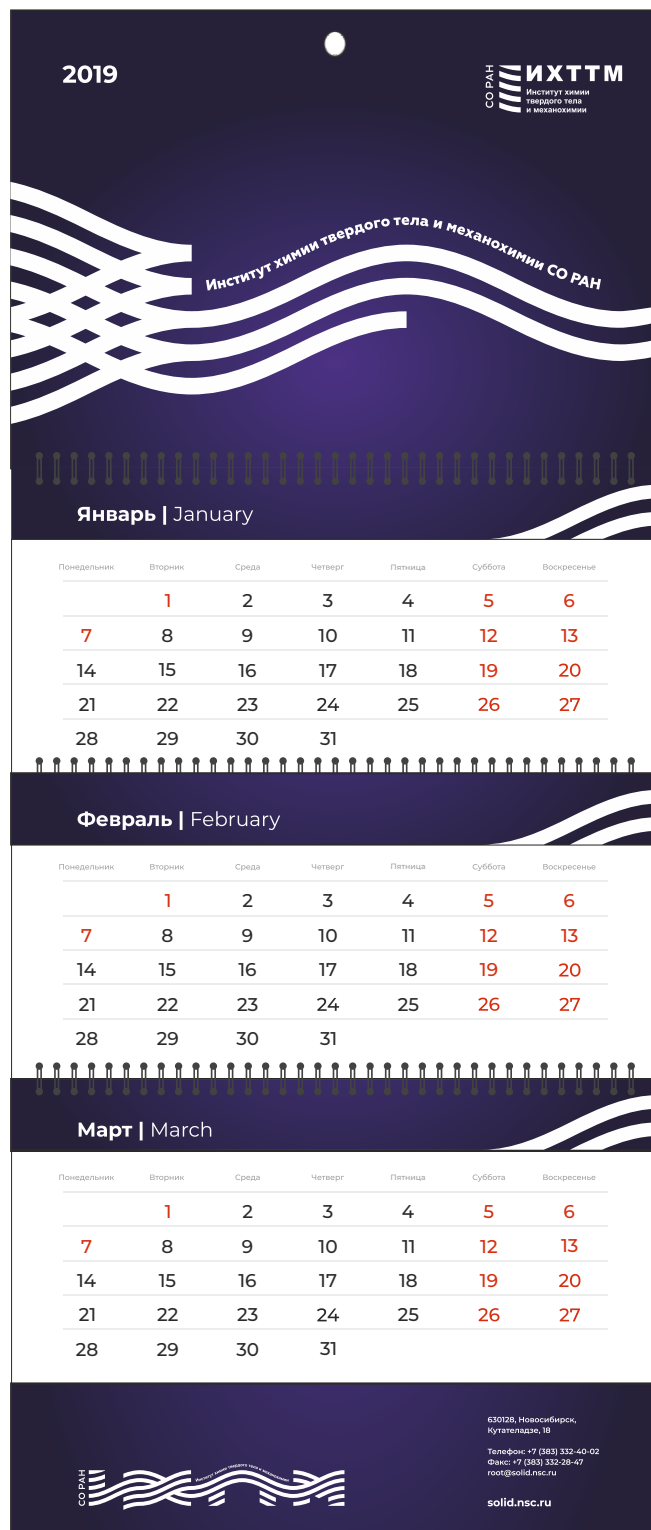 2019
СО РАН
ИХТТМ
Институт химии
твердого тела
и механохимии
Институт химии твердого тела и механохимии СО РАН
Январь | January
Понедельник Вторник Среда Четверг Пятница Суббота Воскресенье
1 2 3 4 5 6
7 8 9 10 11 12 13
14 15 16 17 18 19 20
21 22 23 24 25 26 27
28 29 30 31
Февраль | February
Понедельник Вторник Среда Четверг Пятница Суббота Воскресенье
1 2 3 4 5 6
7 8 9 10 11 12 13
14 15 16 17 18 19 20
21 22 23 24 25 26 27
28 29 30 31
Март | March
Понедельник Вторник Среда Четверг Пятница Суббота Воскресенье
1 2 3 4 5 6
7 8 9 10 11 12 13
14 15 16 17 18 19 20
21 22 23 24 25 26 27
28 29 30 31
630128, Новосибирск,
Кутателадзе, 18
Телефон: +7 (383) 332-40-02
Факс: +7 (383) 332-28-47
root@solid.nsc.ru
solid.nsc.ru
СО РАН
Институт химии твердого тела и механохимии